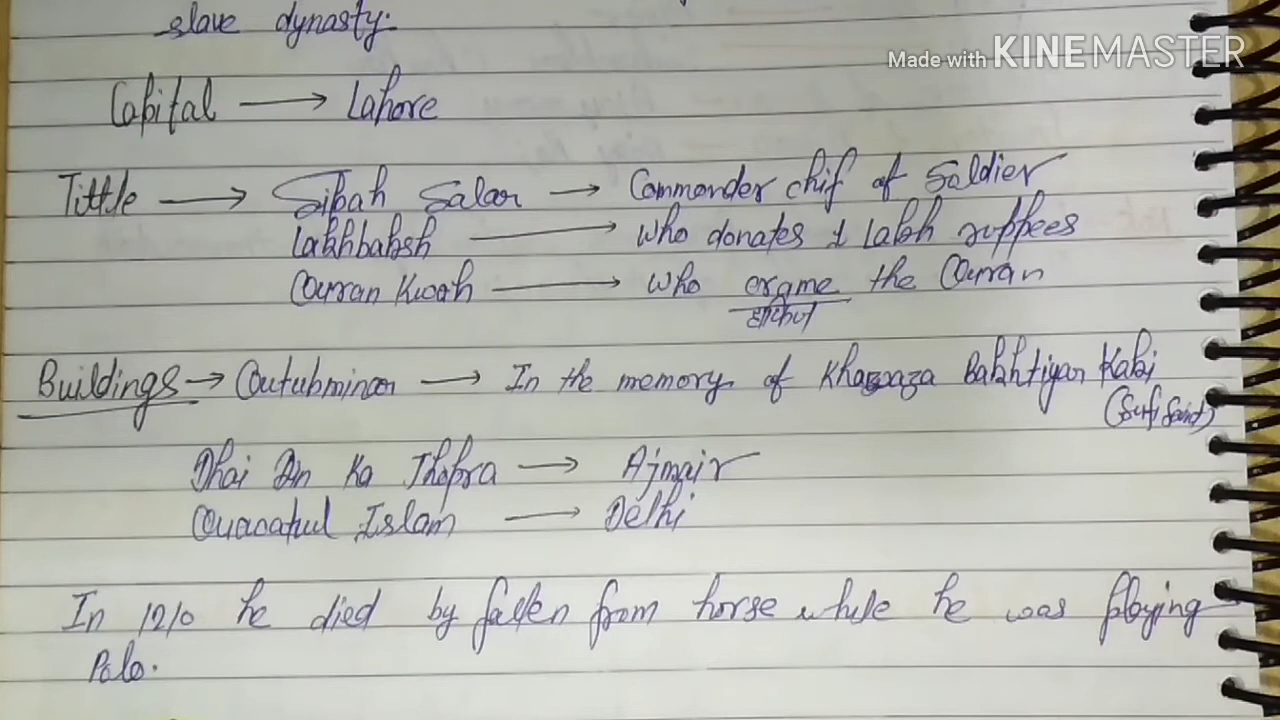 slave dynasty.
Made with KINEMASTER
Capital → Lahore
Tittle → Sipah Salar → Commander chif of Soldier
Lakhbaksh → Who donates 1 Lakh ruppees
Quran Kwah → Who erame the Quran
Buildings → Qutubminar → In the memory of Khawaza Bakhtiyar Kaki
(Sufi Saint)
Dhai Din Ka Jhopra → Ajmair
Quwatul Islam → Delhi
In 1210 he died by fallen from horse while he was playing
Polo.